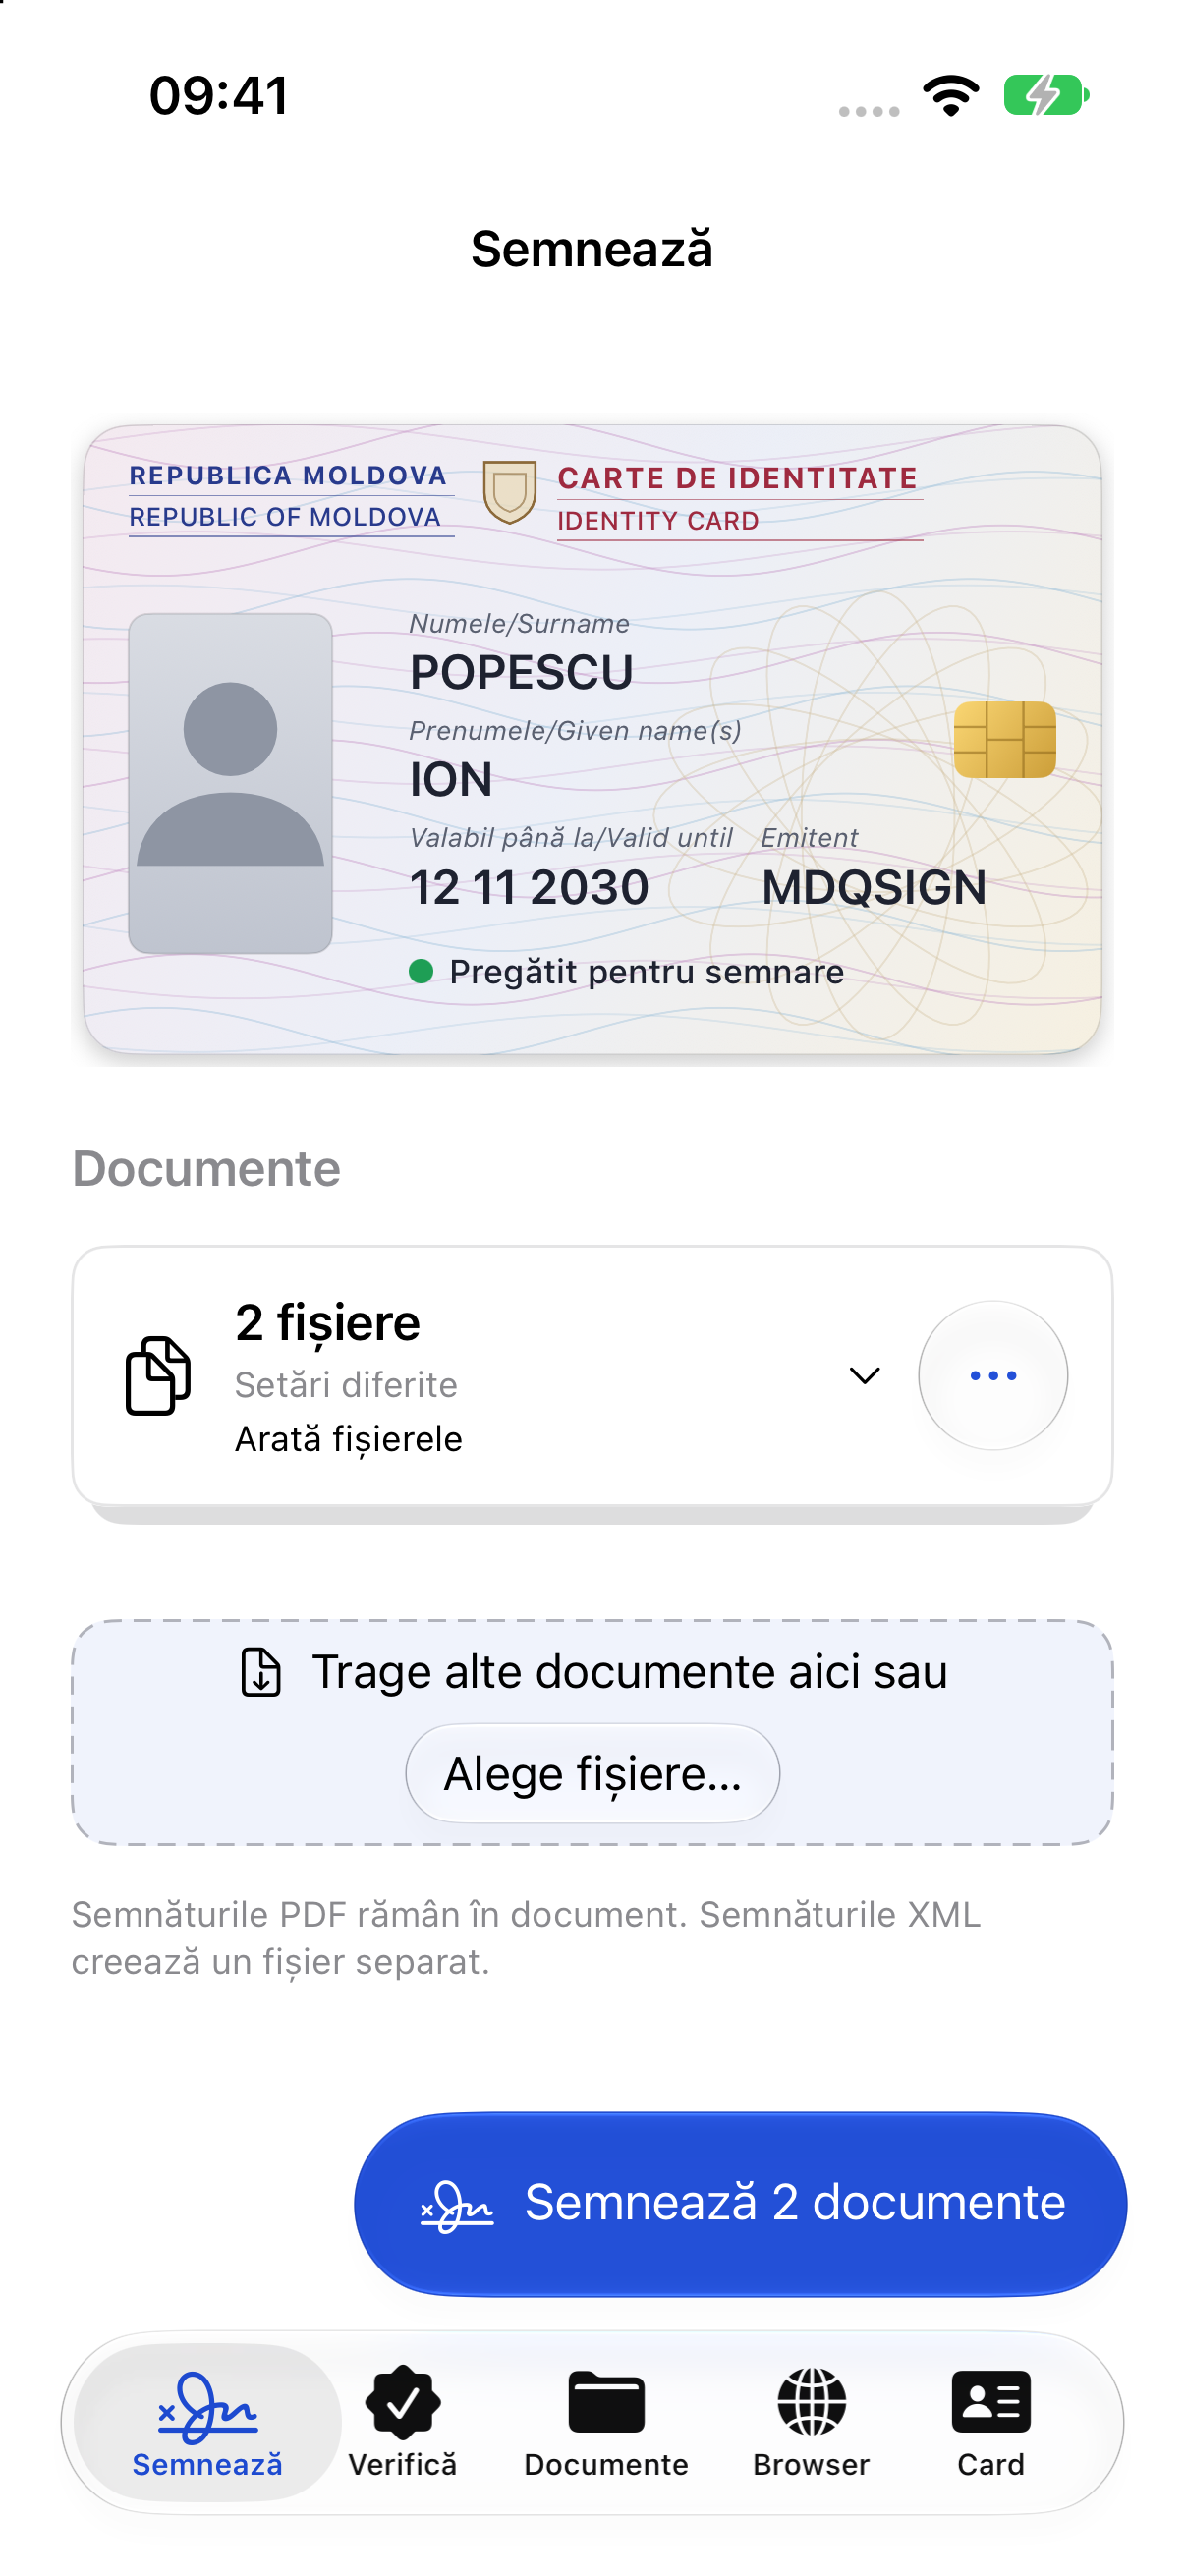 09:41
Semnează
REPUBLICA MOLDOVA
REPUBLIC OF MOLDOVA
CARTE DE IDENTITATE
IDENTITY CARD
Numele/Surname
POPESCU
Prenumele/Given name(s)
ION
Valabil până la/Valid until
12 11 2030
Emitent
MDQSIGN
Pregătit pentru semnare
Documente
2 fișiere
Setări diferite
Arată fișierele
Trage alte documente aici sau
Alege fișiere...
Semnăturile PDF rămân în document. Semnăturile XML
creează un fișier separat.
Semnează 2 documente
Semnează
Verifică
Documente
Browser
Card